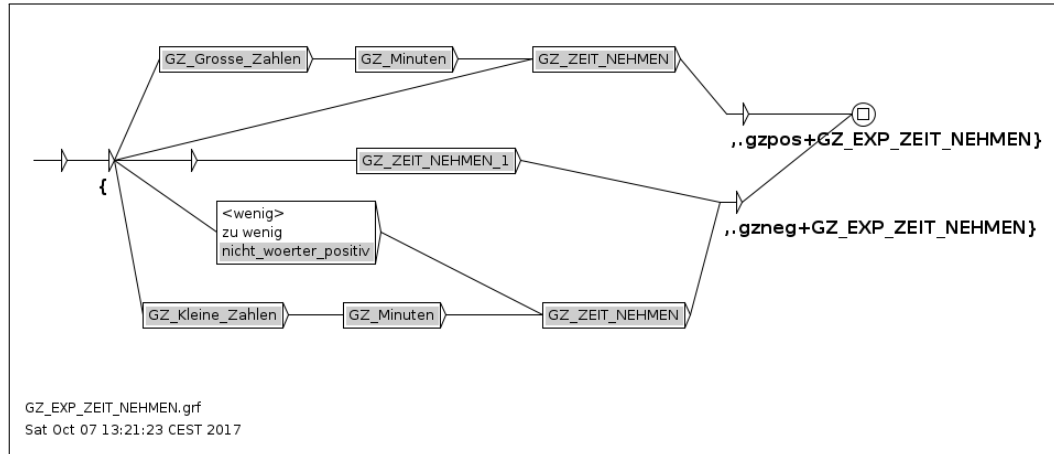 GZ_Grosse_Zahlen GZ_Minuten GZ_ZEIT_NEHMEN
,.gzpos+GZ_EXP_ZEIT_NEHMEN}
GZ_ZEIT_NEHMEN_1
{
<wenig>
zu wenig
nicht_woerter_positiv
,.gzneg+GZ_EXP_ZEIT_NEHMEN}
GZ_Kleine_Zahlen GZ_Minuten GZ_ZEIT_NEHMEN
GZ_EXP_ZEIT_NEHMEN.grf
Sat Oct 07 13:21:23 CEST 2017